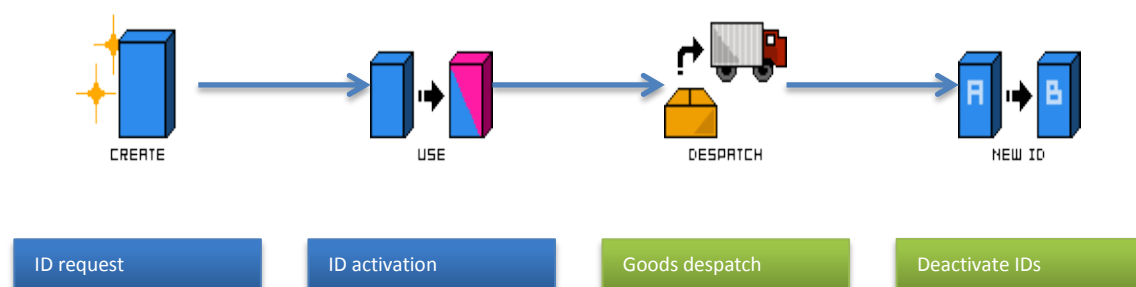 A
B
CREATE
USE
DESPATCH
NEW ID
ID request
ID activation
Goods despatch
Deactivate IDs